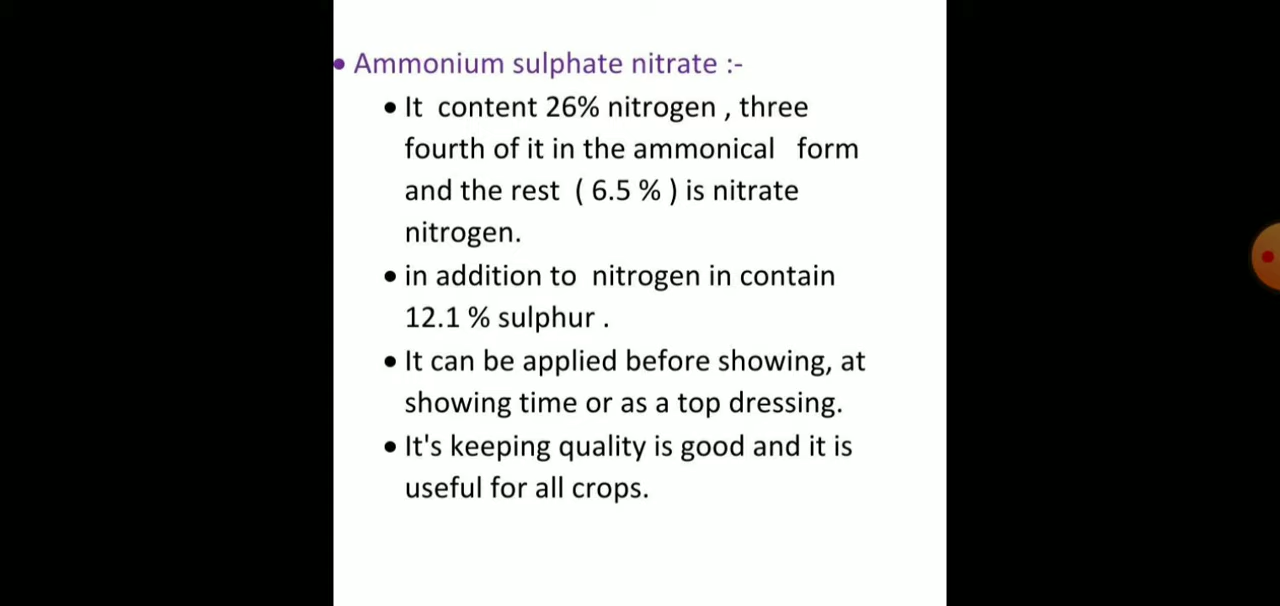 • Ammonium sulphate nitrate :-
• It content 26% nitrogen , three
fourth of it in the ammonical form
and the rest ( 6.5 % ) is nitrate
nitrogen.
• in addition to nitrogen in contain
12.1 % sulphur .
• It can be applied before showing, at
showing time or as a top dressing.
• It's keeping quality is good and it is
useful for all crops.